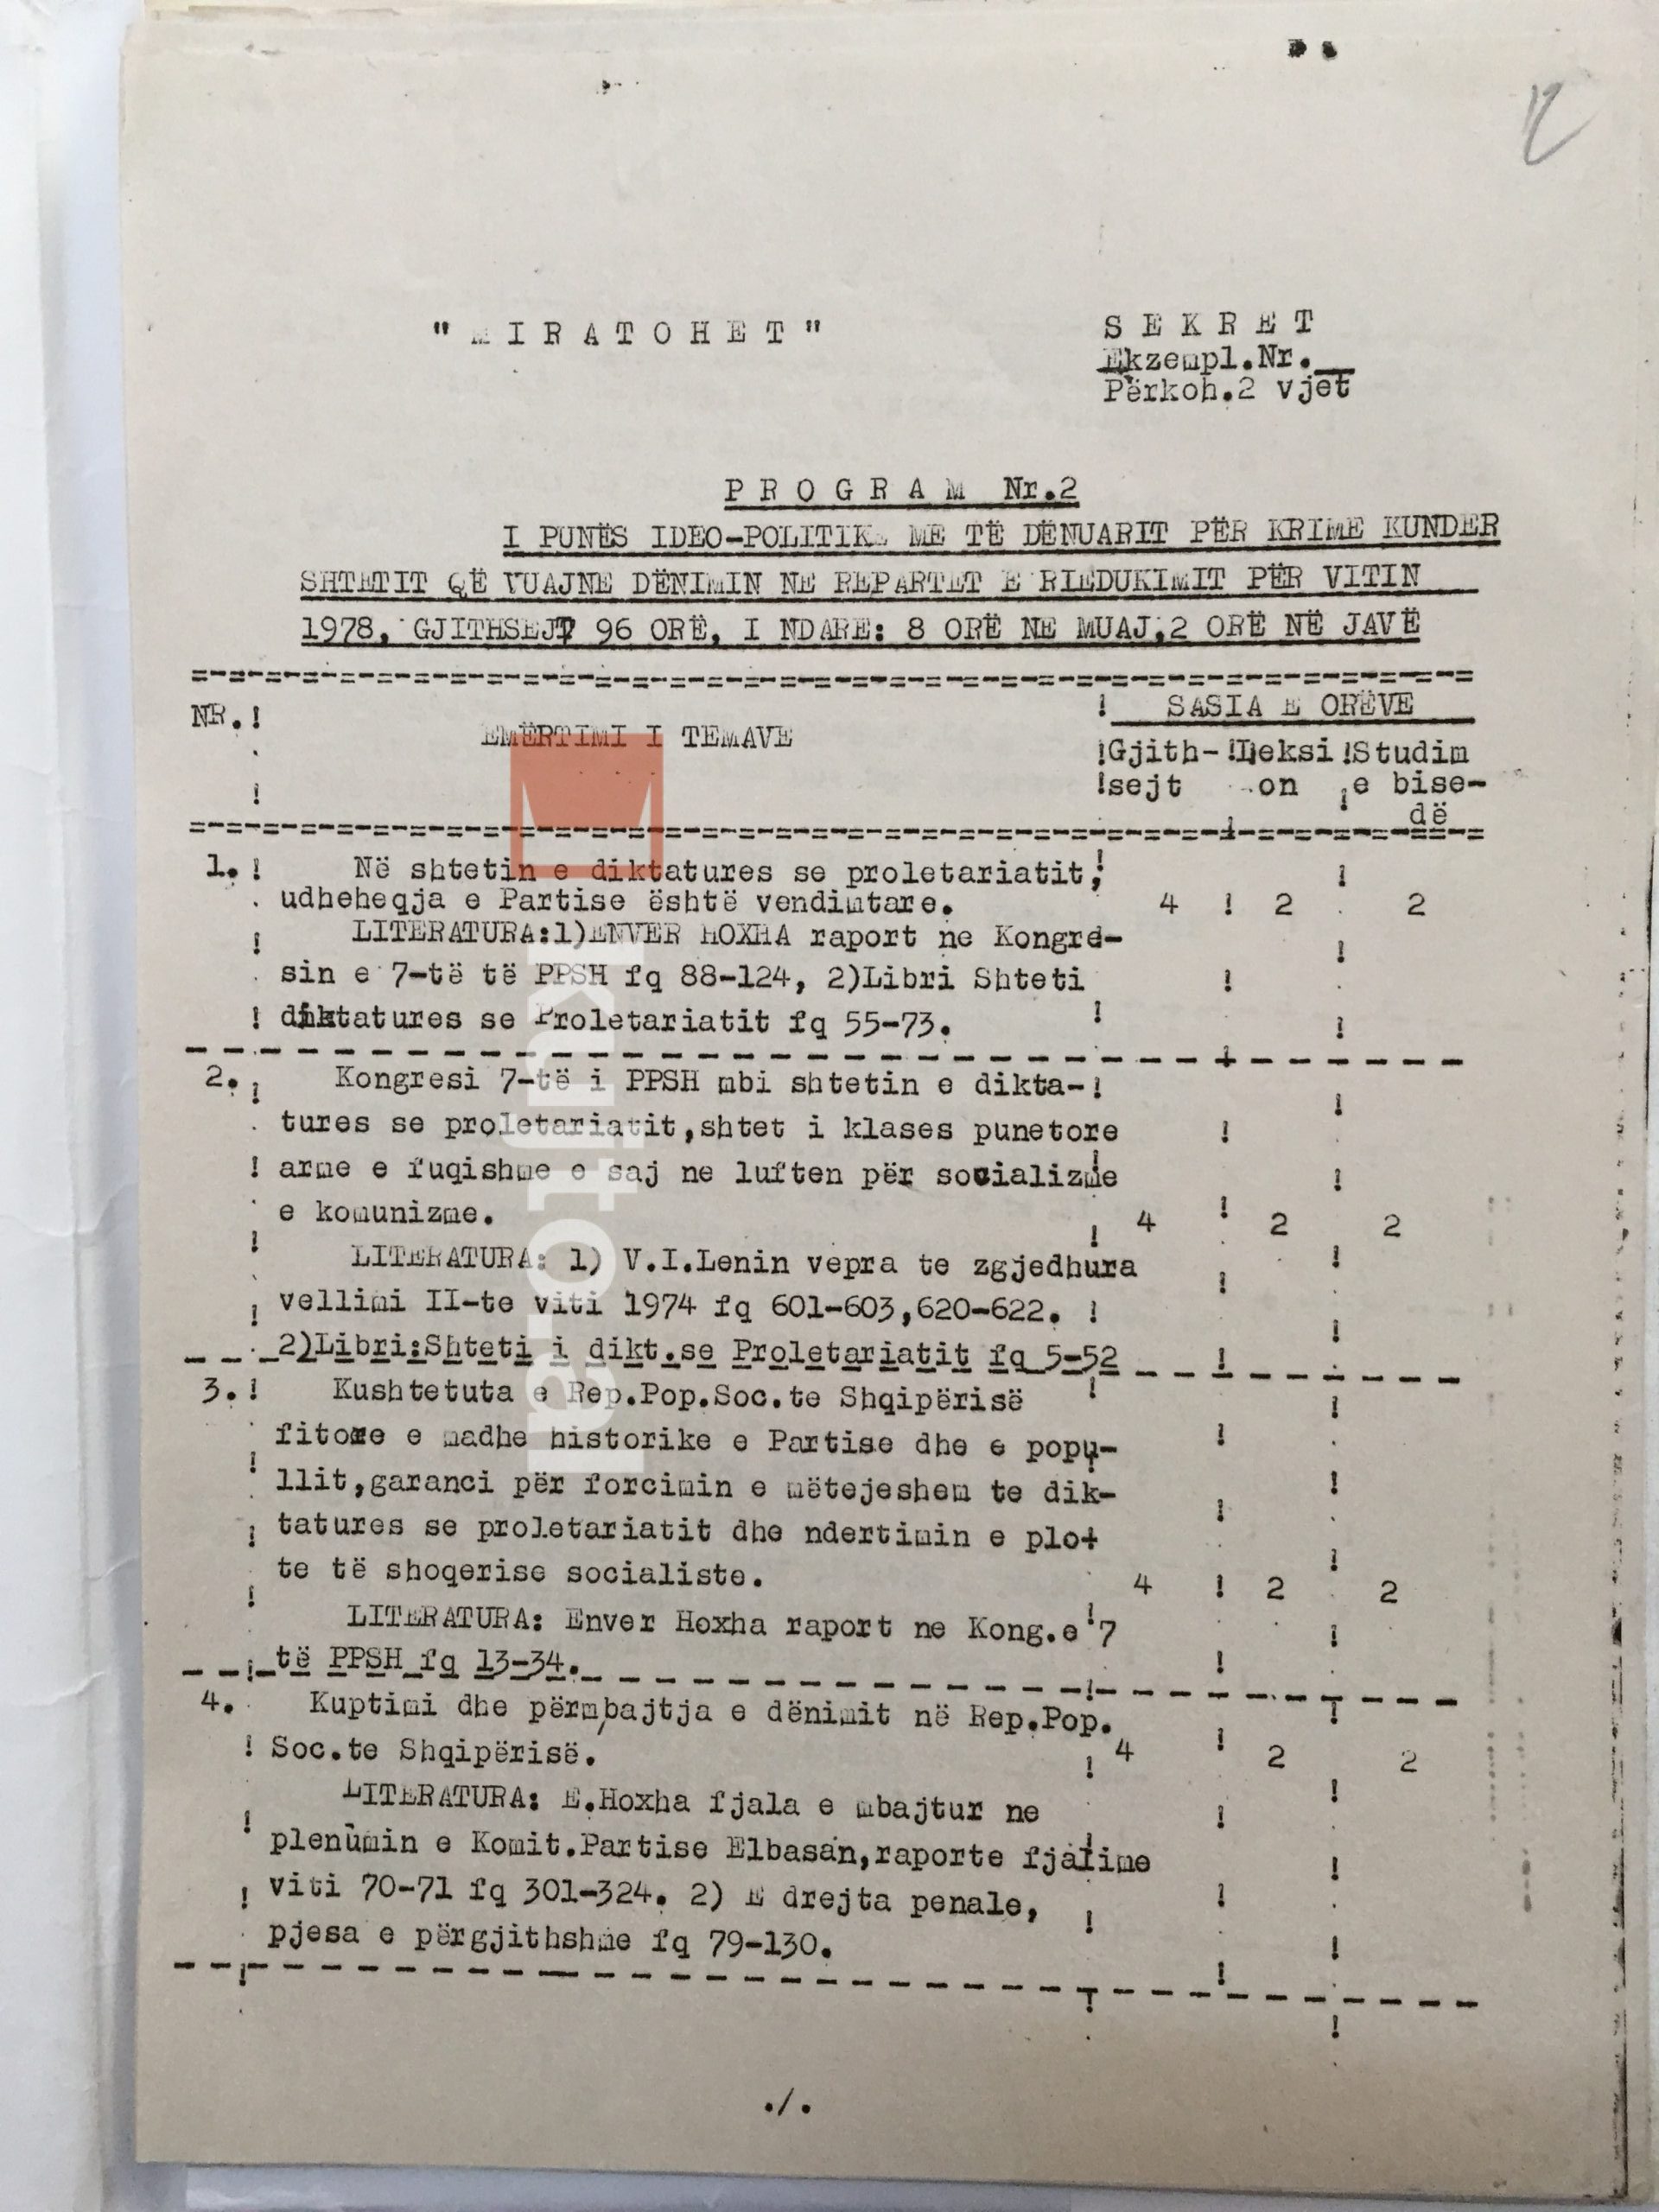 "MIRATOHET"
SEKRET
Ekzempl.Nr.__
Përkoh.2 vjet
PROGRAM Nr.2
I PUNËS IDEO-POLITIKE ME TË DËNUARIT PËR KRIME KUNDER
SHTETIT QË VUAJNE DËNIMIN NE REPARTET E RIEDUKIMIT PËR VITIN
1978, GJITHSEJT 96 ORË, I NDARE: 8 ORË NE MUAJ,2 ORË NË JAVË
NR. EMËRTIMI I TEMAVE SASIA E ORËVE
Gjith- Leksi Studim
sejt on e bise-
dë
1. Në shtetin e diktatures se proletariatit,
udheheqja e Partise është vendimtare. 4 2 2
LITERATURA:1)ENVER HOXHA raport ne Kongre-
sin e 7-të të PPSH fq 88-124, 2)Libri Shteti
diktatures se Proletariatit fq 55-73.
2. Kongresi 7-të i PPSH mbi shtetin e dikta-
tures se proletariatit,shtet i klases punetore
arme e fuqishme e saj ne luften për socializme
e komunizme. 4 2 2
LITERATURA: 1) V.I.Lenin vepra te zgjedhura
vellimi II-te viti 1974 fq 601-603,620-622.
2)Libri:Shteti i dikt.se Proletariatit fq 5-52
3. Kushtetuta e Rep.Pop.Soc.te Shqipërisë
fitore e madhe historike e Partise dhe e popu-
llit,garanci për forcimin e mëtejeshem te dik-
tatures se proletariatit dhe ndertimin e plo-
te të shoqerise socialiste. 4 2 2
LITERATURA: Enver Hoxha raport ne Kong.e 7
të PPSH fq 13-34.
4. Kuptimi dhe përmbajtja e dënimit në Rep.Pop.
Soc.te Shqipërisë. 4 2 2
LITERATURA: E.Hoxha fjala e mbajtur ne
plenumin e Komit.Partise Elbasan,raporte fjalime
viti 70-71 fq 301-324. 2) E drejta penale,
pjesa e përgjithshme fq 79-130.
./.